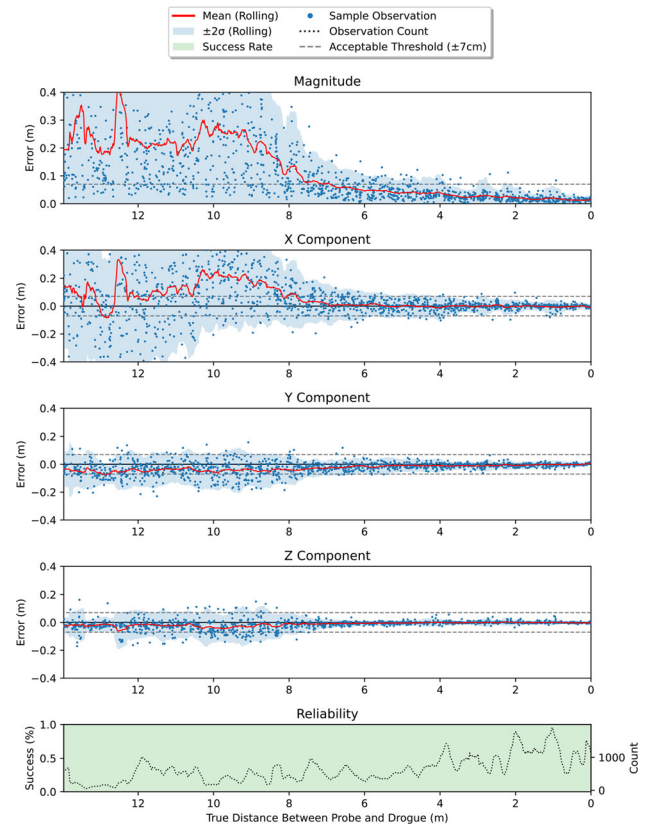 Mean (Rolling)
±2σ (Rolling)
Success Rate
Sample Observation
Observation Count
Acceptable Threshold (±7cm)
Magnitude
Error (m)
0.4
0.3
0.2
0.1
0.0
12 10 8 6 4 2 0
X Component
Error (m)
0.4
0.2
0.0
−0.2
−0.4
12 10 8 6 4 2 0
Y Component
Error (m)
0.4
0.2
0.0
−0.2
−0.4
12 10 8 6 4 2 0
Z Component
Error (m)
0.4
0.2
0.0
−0.2
−0.4
12 10 8 6 4 2 0
Reliability
Success (%)
1.0
0.5
0.0
1000
0
Count
12 10 8 6 4 2 0
True Distance Between Probe and Drogue (m)